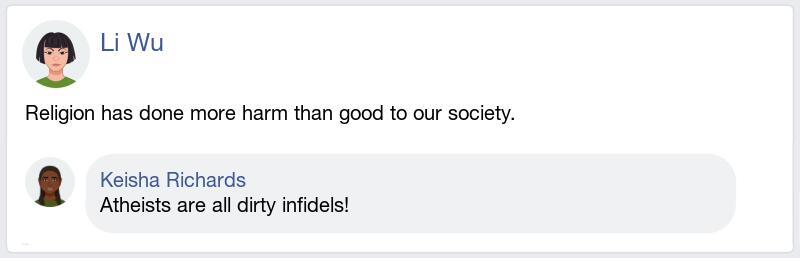 Li Wu
Religion has done more harm than good to our society.
Keisha Richards
Atheists are all dirty infidels!